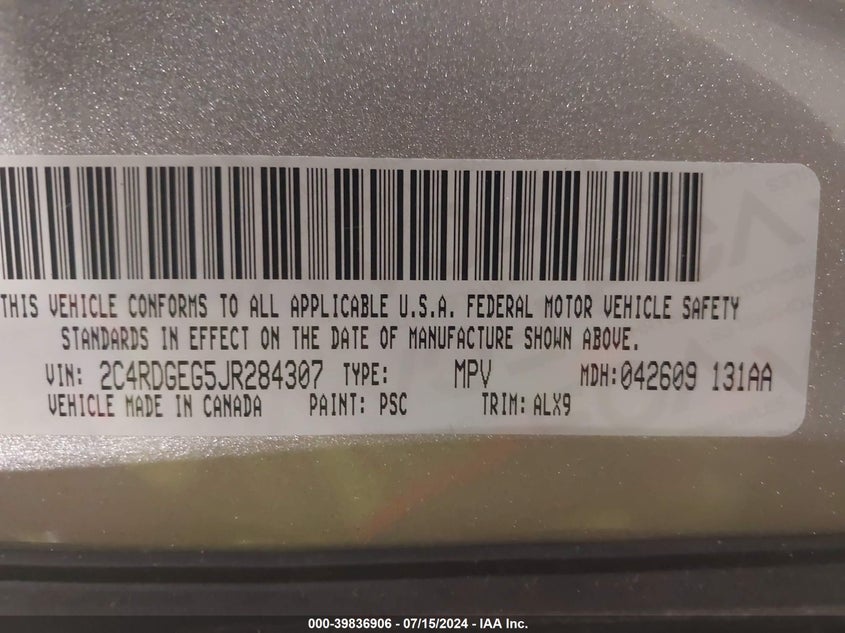 THIS VEHICLE CONFORMS TO ALL APPLICABLE U.S.A. FEDERAL MOTOR VEHICLE SAFETY
STANDARDS IN EFFECT ON THE DATE OF MANUFACTURE SHOWN ABOVE.
VIN: 2C4RDGEG5JR284307 TYPE: MPV MDH:042609 131AA
VEHICLE MADE IN CANADA PAINT: PSC TRIM: ALX9
000-39836906 - 07/15/2024 - IAA Inc.